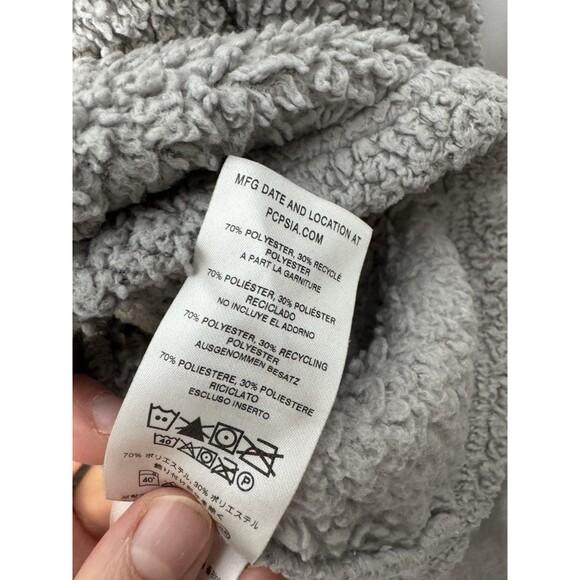 MFG DATE AND LOCATION AT
PCPSIA.COM
70% POLYESTER, 30% RECYCLÉ
POLYESTER
A PART LA GARNITURE
70% POLIÉSTER, 30% POLIÉSTER
RECICLADO
NO INCLUYE EL ADORNO
70% POLYESTER, 30% RECYCLING
POLYESTER
AUSGENOMMEN BESATZ
70% POLIESTERE, 30% POLIESTERE
RICICLATO
ESCLUSO INSERTO
40 P
70% ポリエステル, 30% ポリエステル
40